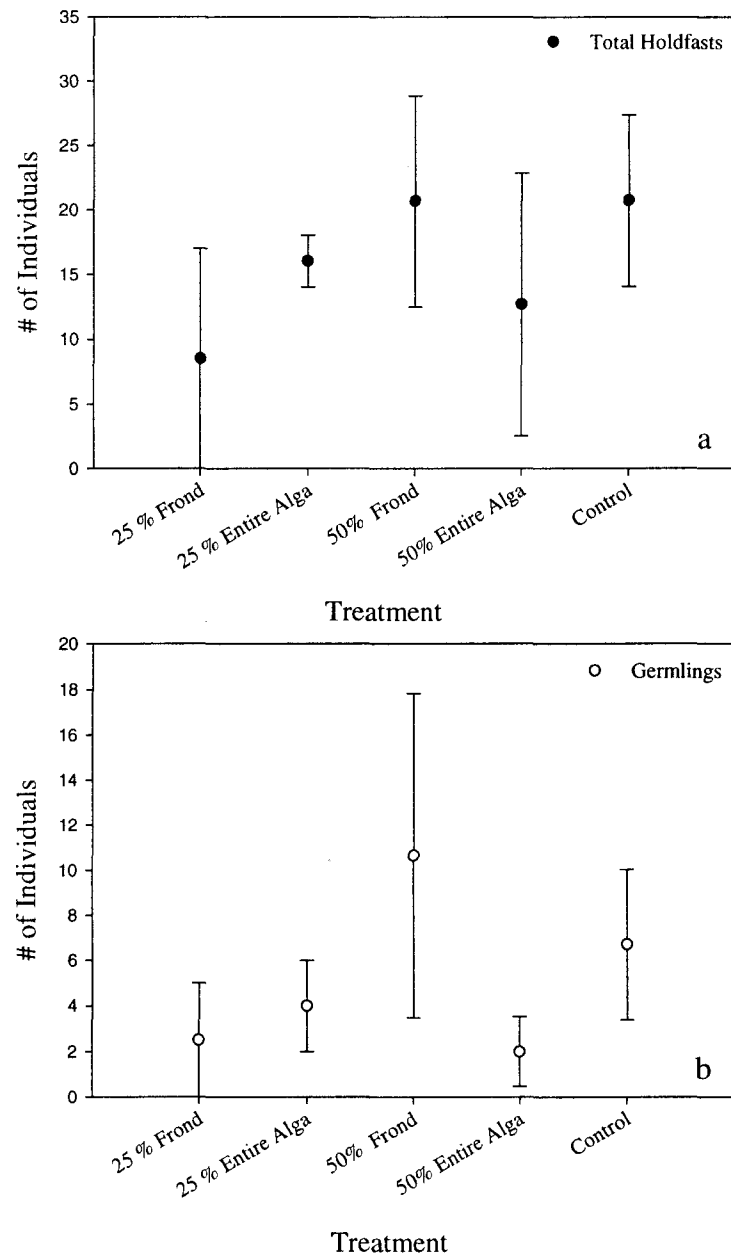 35
30
25
20
15
10
5
0
# of Individuals
Total Holdfasts
a
25 % Frond
25 % Entire Alga
50% Frond
50% Entire Alga
Control
Treatment
20
18
16
14
12
10
8
6
4
2
0
# of Individuals
Germlings
b
25 % Frond
25 % Entire Alga
50% Frond
50% Entire Alga
Control
Treatment